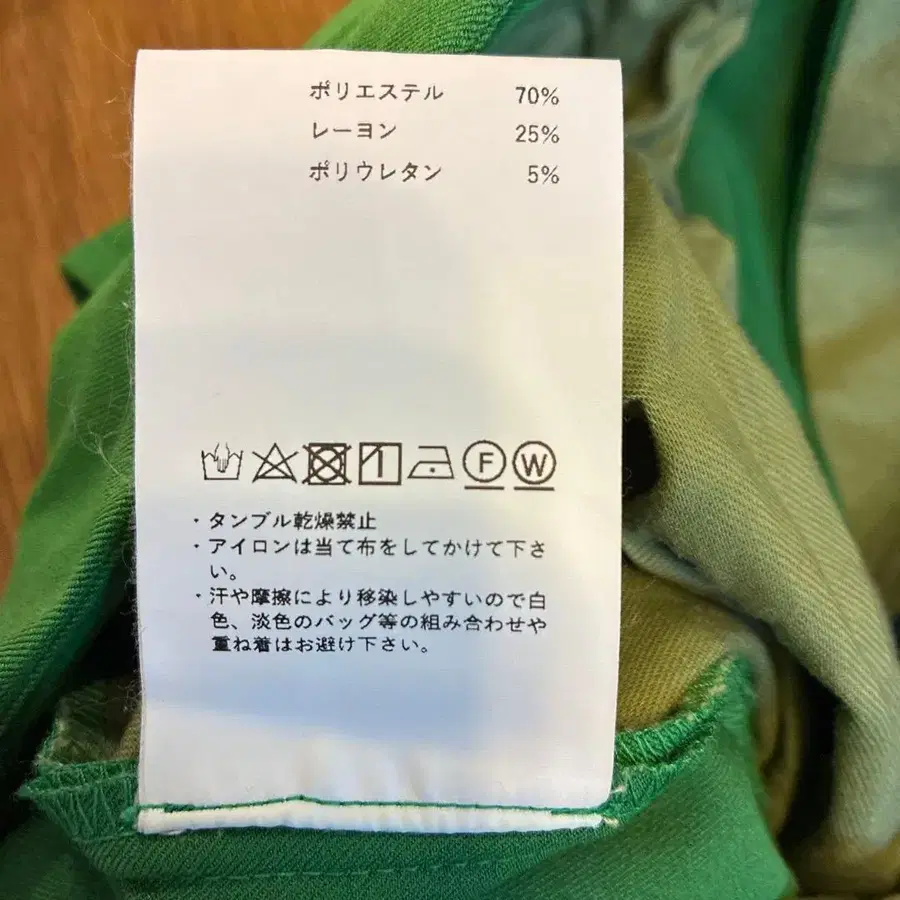 ポリエステル 70%
レーヨン 25%
ポリウレタン 5%
F W
・タンブル乾燥禁止
・アイロンは当て布をしてかけて下さ
い。
・汗や摩擦により移染しやすいので白
色、淡色のバッグ等の組み合わせや
重ね着はお避け下さい。